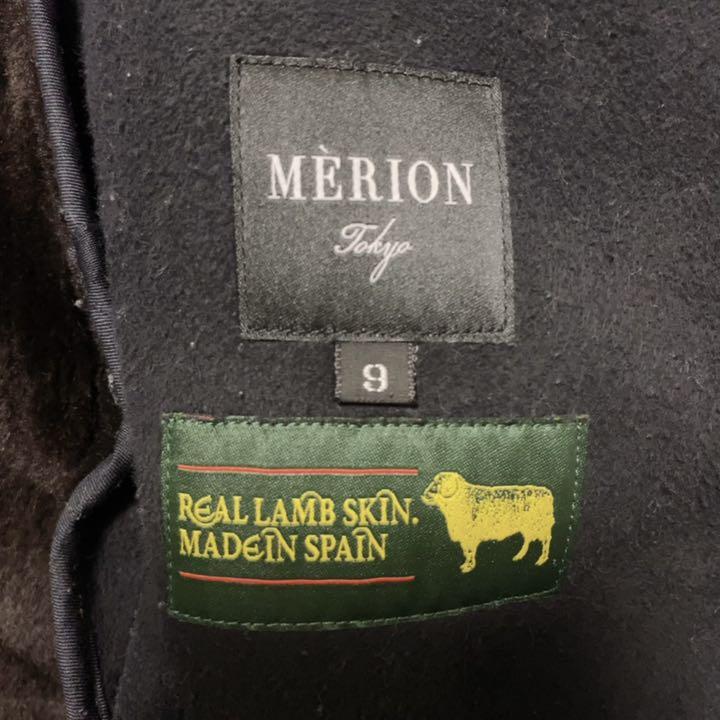 MÈRION
Tokyo
9
REAL LAMB SKIN.
MADE IN SPAIN